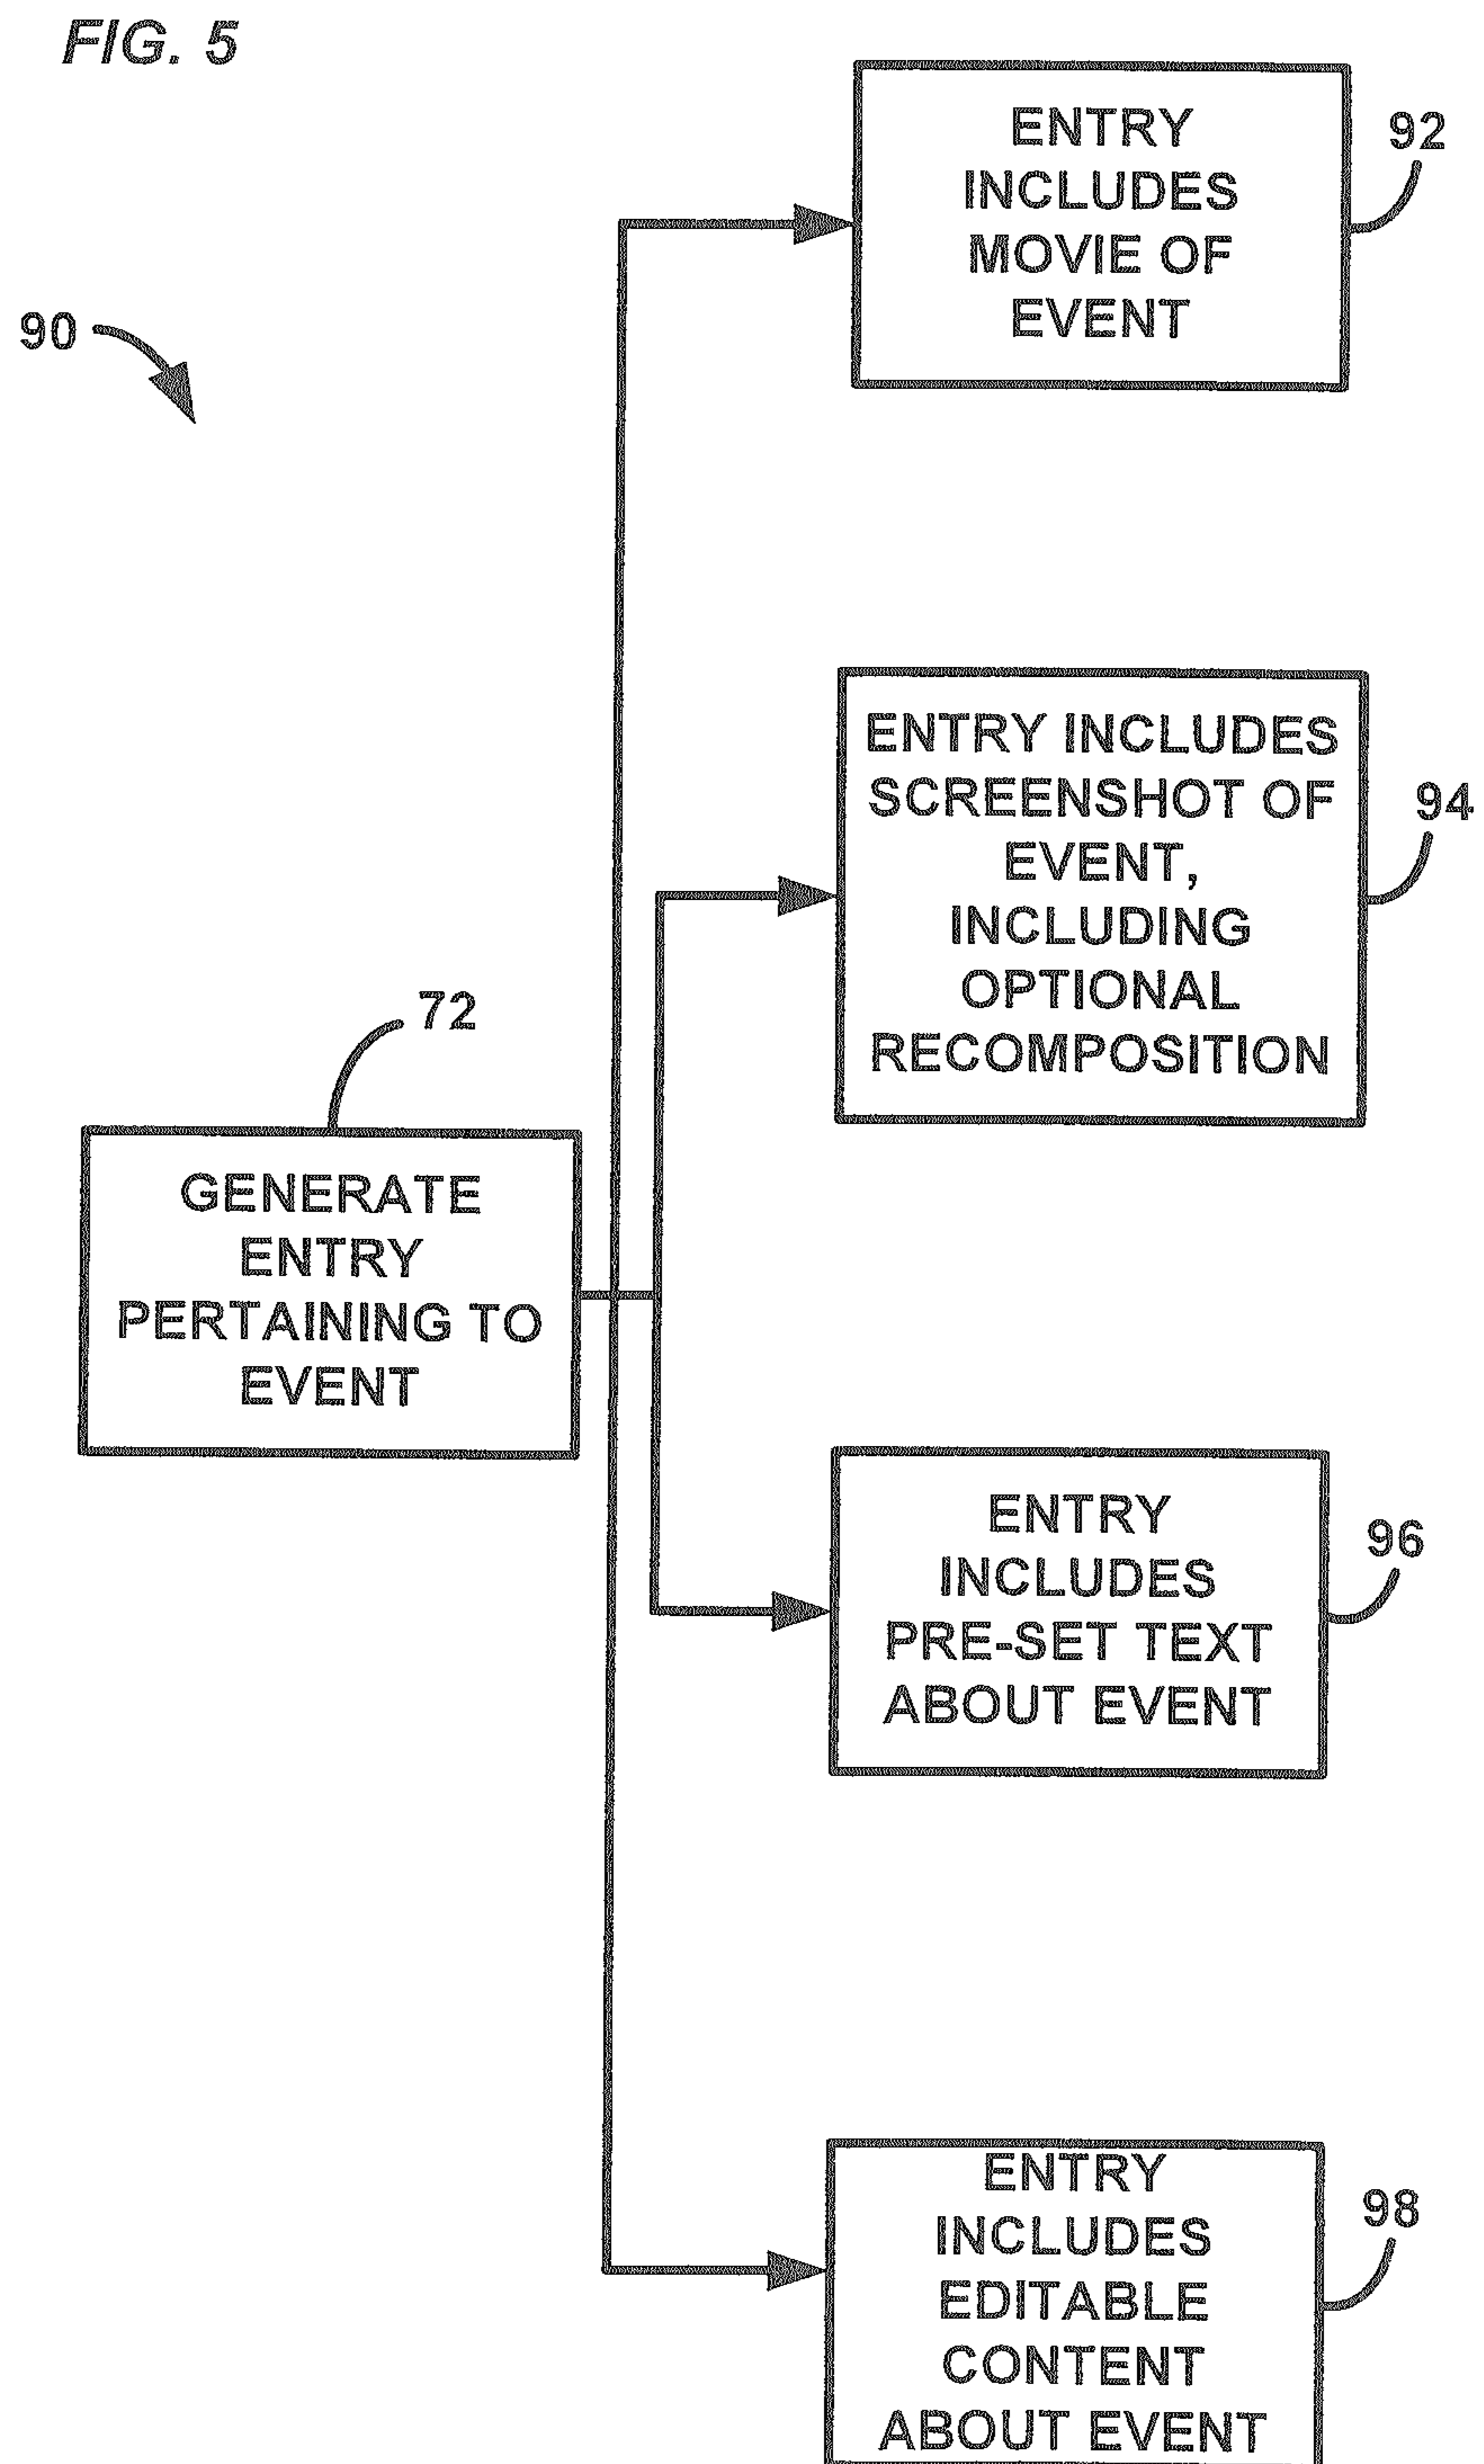 FIG. 5
ENTRY
INCLUDES
MOVIE OF
EVENT
92
90
ENTRY INCLUDES
SCREENSHOT OF
EVENT,
INCLUDING
OPTIONAL
RECOMPOSITION
94
72
GENERATE
ENTRY
PERTAINING TO
EVENT
ENTRY
INCLUDES
PRE-SET TEXT
ABOUT EVENT
96
ENTRY
INCLUDES
EDITABLE
CONTENT
ABOUT EVENT
98